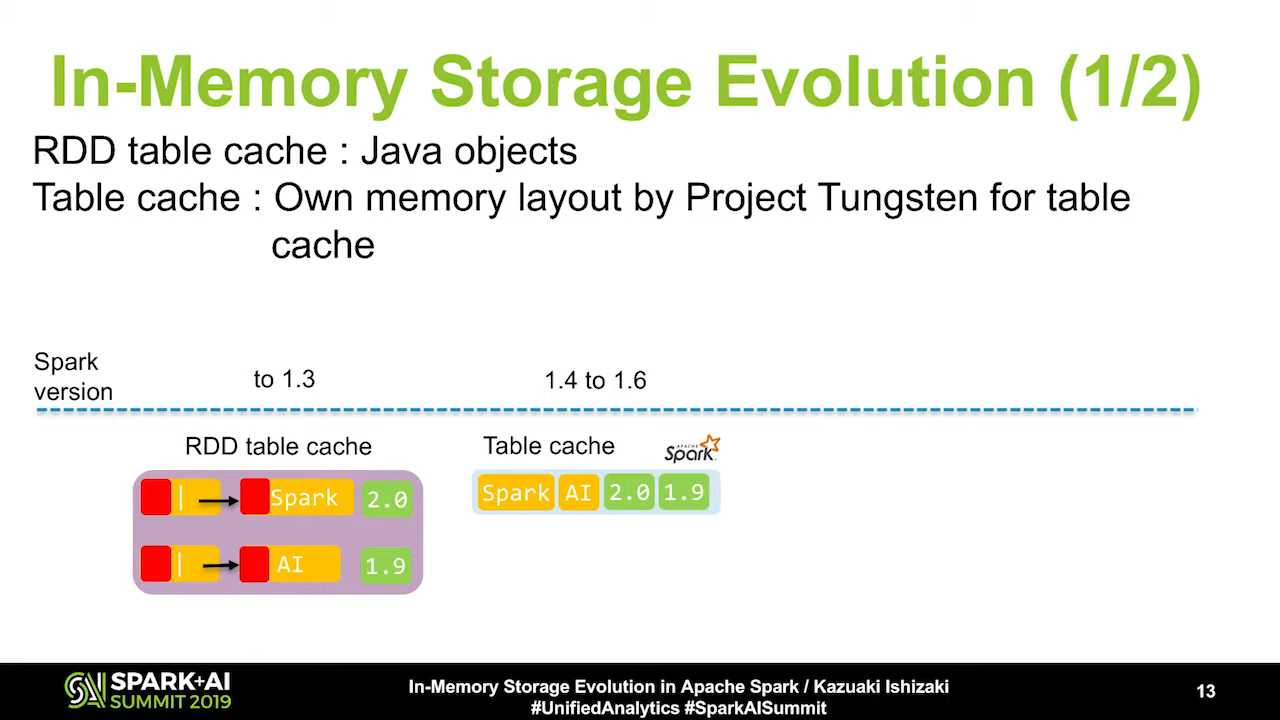 In-Memory Storage Evolution (1/2)
RDD table cache : Java objects
Table cache : Own memory layout by Project Tungsten for table
cache
Spark
version
to 1.3
1.4 to 1.6
RDD table cache
Table cache
APACHE
Spark
Spark 2.0
AI 1.9
Spark AI 2.0 1.9
SPARK+AI
SUMMIT 2019
In-Memory Storage Evolution in Apache Spark / Kazuaki Ishizaki
#UnifiedAnalytics #SparkAISummit
13